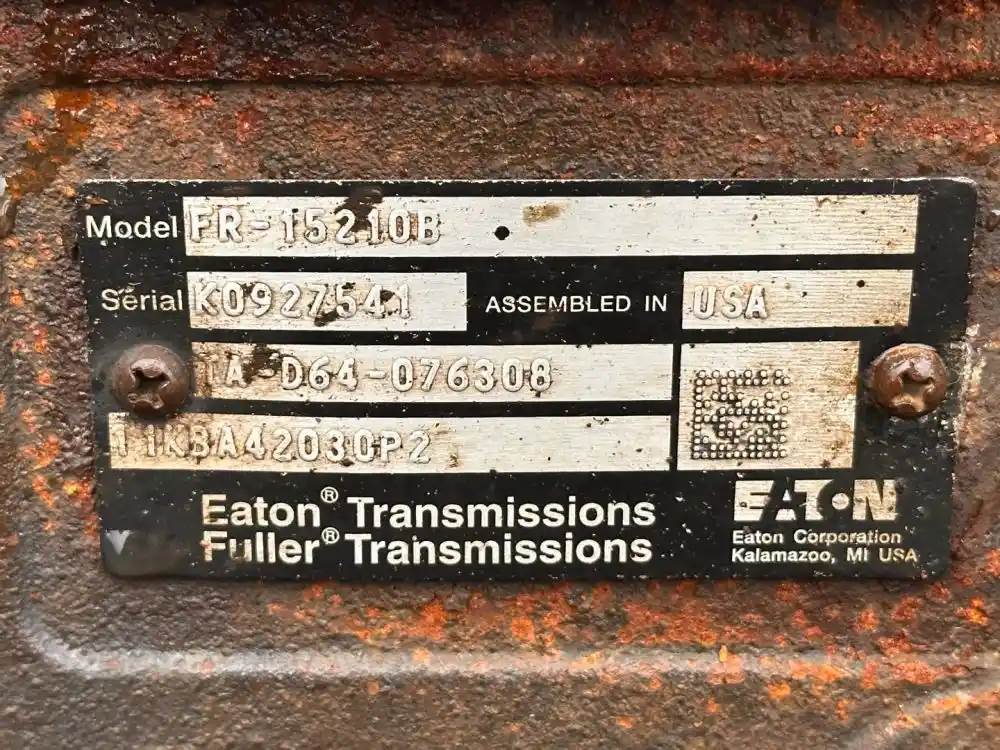 Model FR-15210B
Serial K0927541 ASSEMBLED IN USA
TA-D64-076308
11KBA42030P2
Eaton® Transmissions
Fuller® Transmissions
EATON
Eaton Corporation
Kalamazoo, MI USA